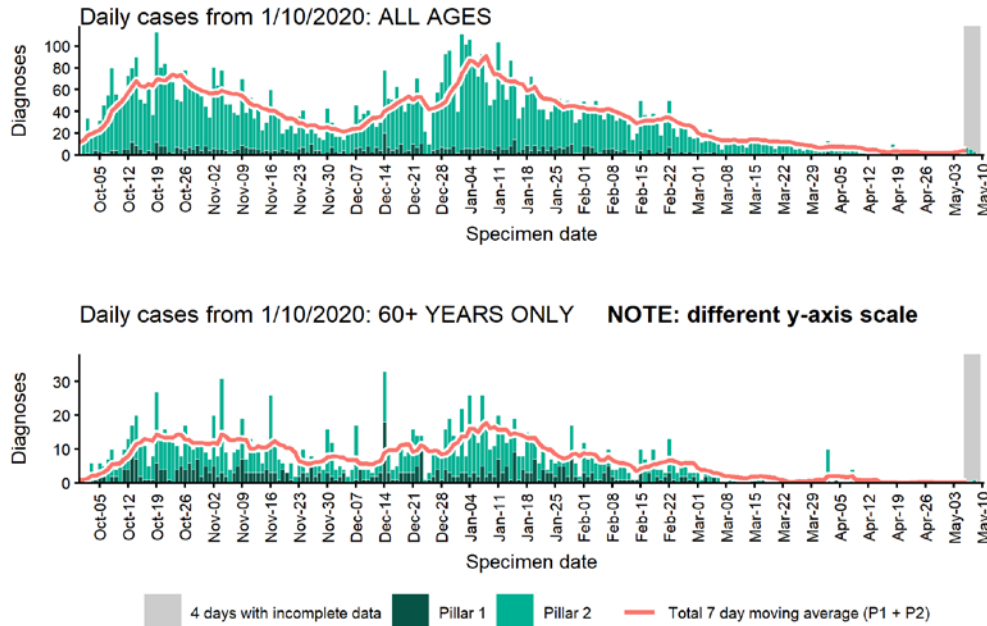 Daily cases from 1/10/2020: ALL AGES
Diagnoses
100
80
60
40
20
0
Oct-05
Oct-12
Oct-19
Oct-26
Nov-02
Nov-09
Nov-16
Nov-23
Nov-30
Dec-07
Dec-14
Dec-21
Dec-28
Jan-04
Jan-11
Jan-18
Jan-25
Feb-01
Feb-08
Feb-15
Feb-22
Mar-01
Mar-08
Mar-15
Mar-22
Mar-29
Apr-05
Apr-12
Apr-19
Apr-26
May-03
May-10
Specimen date
Daily cases from 1/10/2020: 60+ YEARS ONLY NOTE: different y-axis scale
Diagnoses
30
20
10
0
Oct-05
Oct-12
Oct-19
Oct-26
Nov-02
Nov-09
Nov-16
Nov-23
Nov-30
Dec-07
Dec-14
Dec-21
Dec-28
Jan-04
Jan-11
Jan-18
Jan-25
Feb-01
Feb-08
Feb-15
Feb-22
Mar-01
Mar-08
Mar-15
Mar-22
Mar-29
Apr-05
Apr-12
Apr-19
Apr-26
May-03
May-10
Specimen date
4 days with incomplete data Pillar 1 Pillar 2 Total 7 day moving average (P1 + P2)